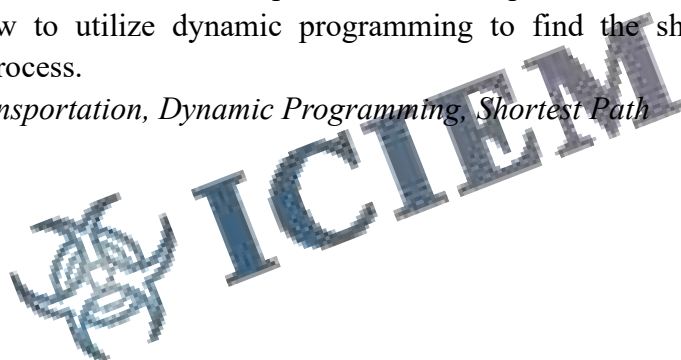 w to utilize dynamic programming to find the sh
rocess.
nsportation, Dynamic Programming, Shortest Path
ICIEM